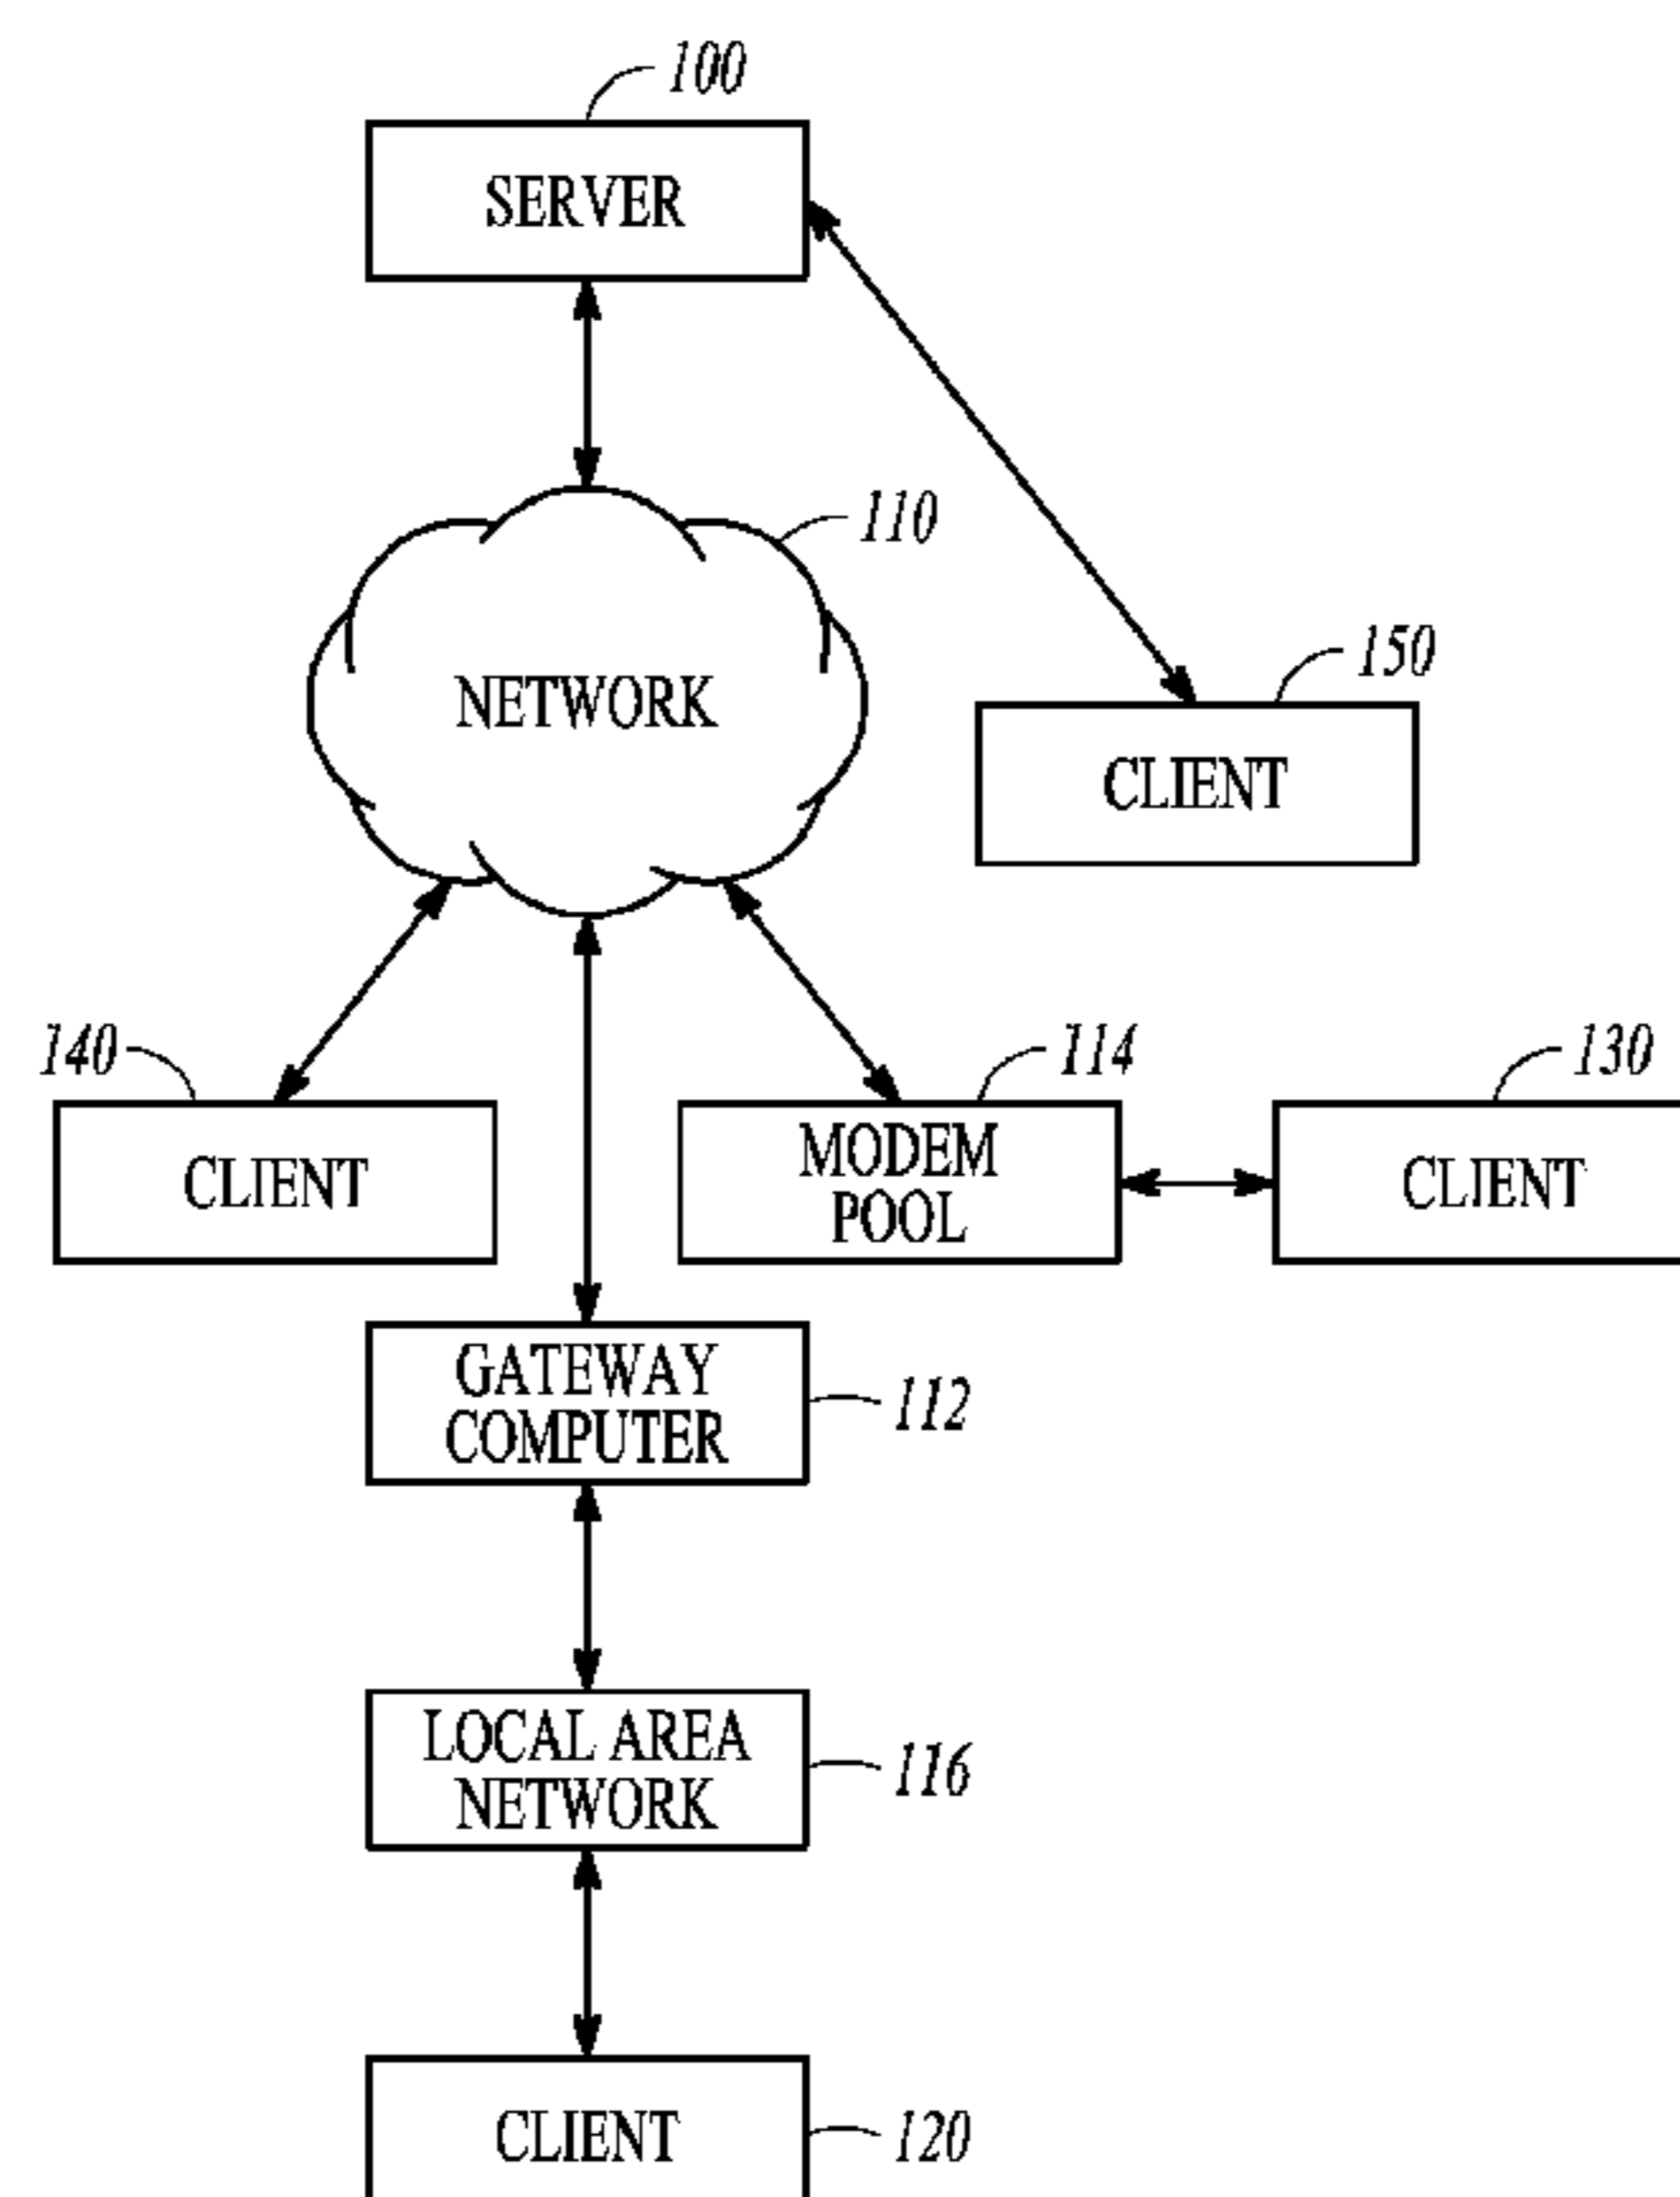 100
SERVER
110
NETWORK
150
CLIENT
140
CLIENT
114
MODEM
POOL
130
CLIENT
GATEWAY
COMPUTER
112
LOCAL AREA
NETWORK
116
CLIENT
120